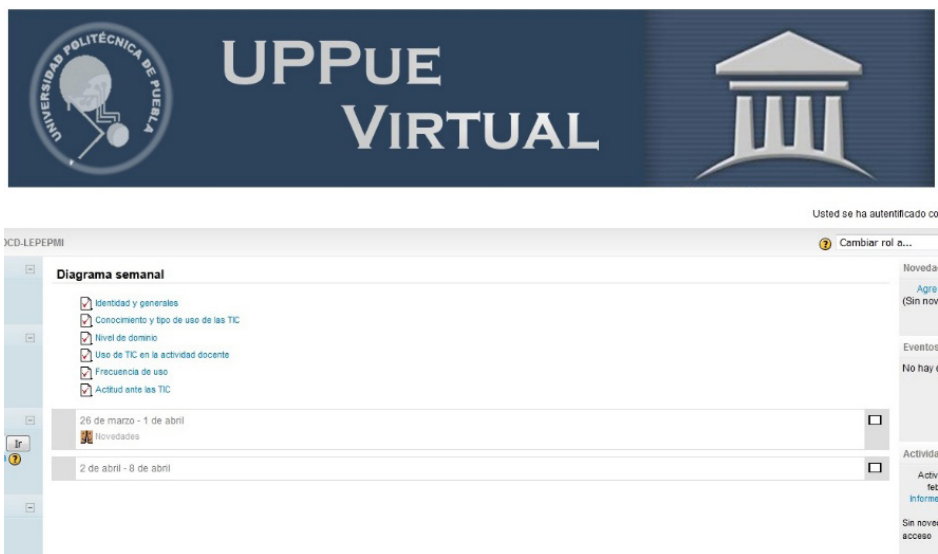 UNIVERSIDAD POLITÉCNICA DE PUEBLA
UPPUE
VIRTUAL
Usted se ha autentificado co
OCD-LEPEPMI
Cambiar rol a...
Diagrama semanal
Identidad y generales
Conocimiento y tipo de uso de las TIC
Nivel de dominio
Uso de TIC en la actividad docente
Frecuencia de uso
Actitud ante las TIC
26 de marzo - 1 de abril
Novedades
2 de abril - 8 de abril
Ir
Noveda
Agre
(Sin nov
Eventos
No hay e
Activida
Activ
feb
Informe
Sin noved
acceso